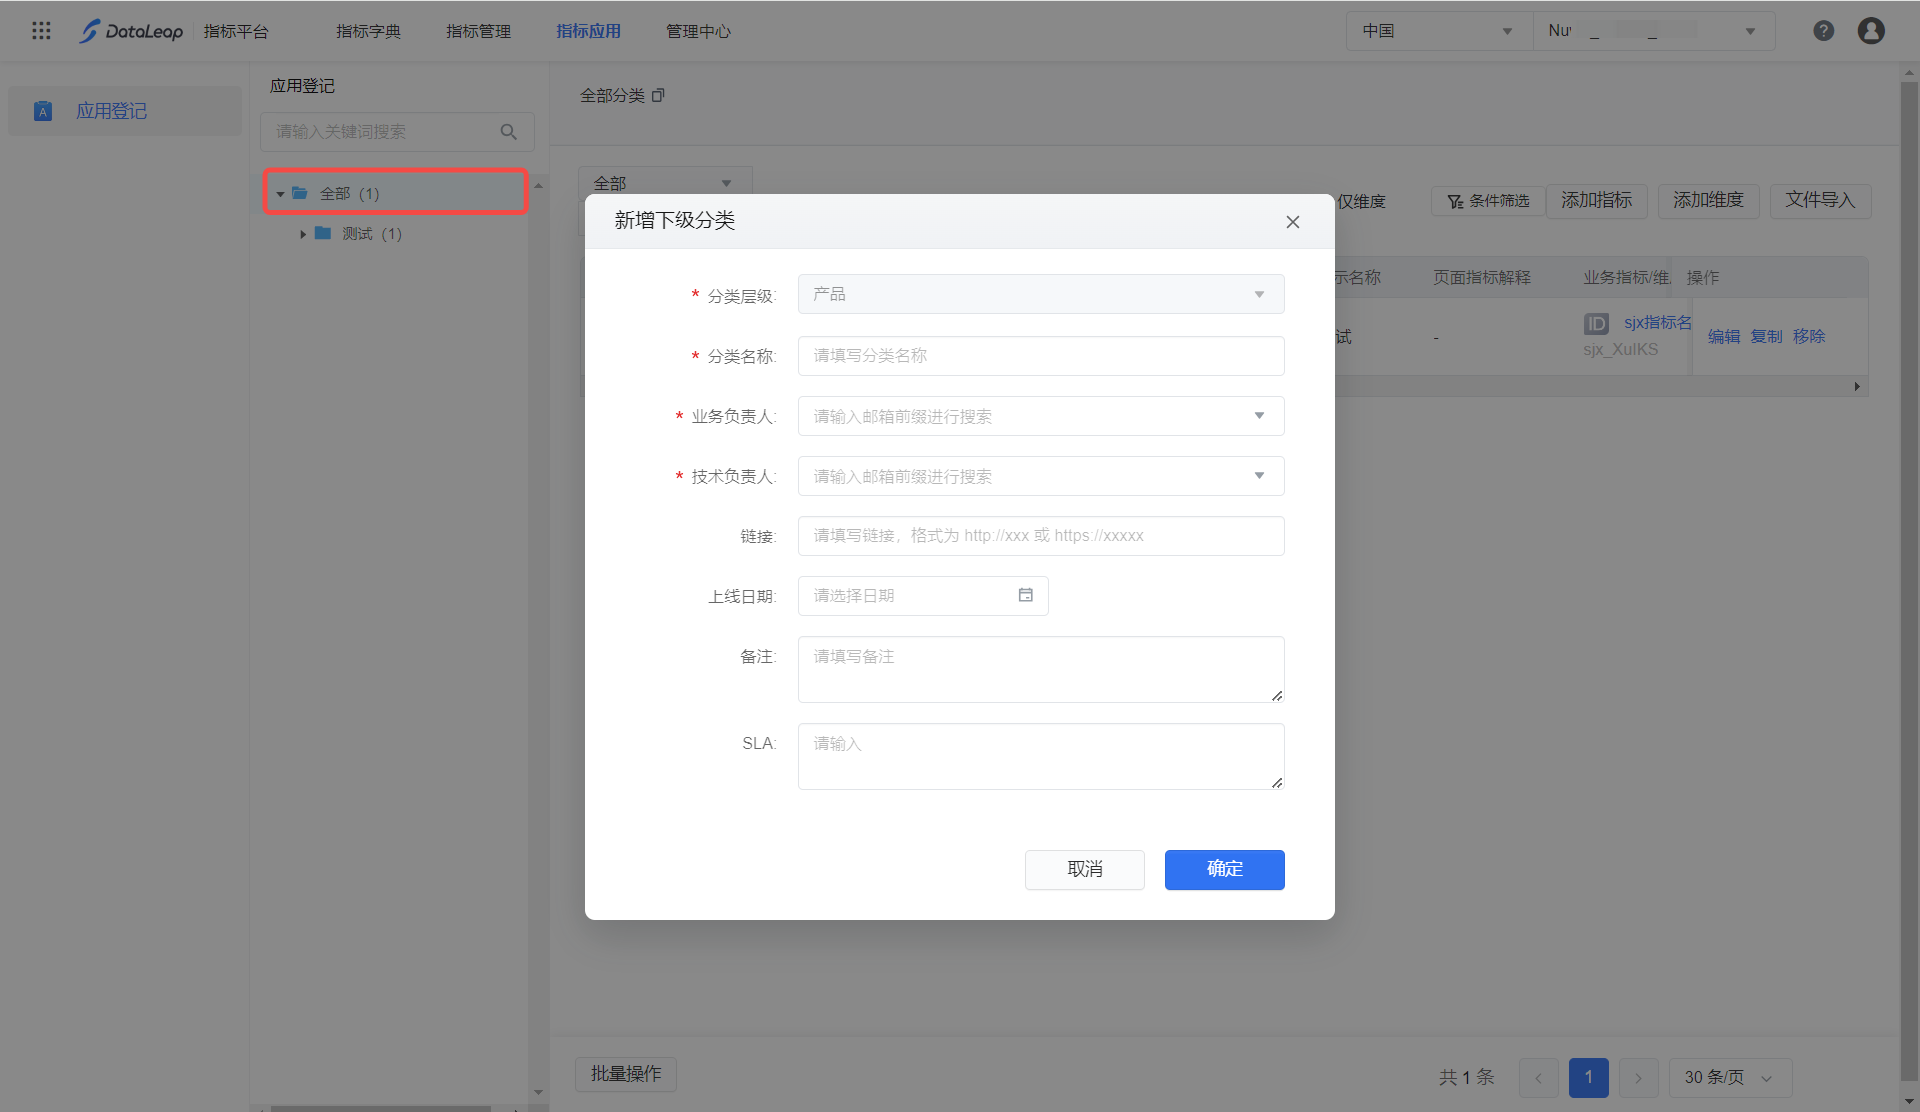 DataLeap 指标平台 指标字典 指标管理 指标应用 管理中心 中国
应用登记
应用登记
请输入关键词搜索
全部 (1)
测试 (1)
全部分类
全部
仅维度 条件筛选 添加指标 添加维度 文件导入
示名称 页面指标解释 业务指标/维 操作
试 - ID sjx指标名 编辑 复制 移除
sjx_XuIKS
新增下级分类
* 分类层级: 产品
* 分类名称: 请填写分类名称
* 业务负责人: 请输入邮箱前缀进行搜索
* 技术负责人: 请输入邮箱前缀进行搜索
链接: 请填写链接，格式为 http://xxx 或 https://xxxxx
上线日期: 请选择日期
备注: 请填写备注
SLA: 请输入
取消 确定
批量操作 共 1 条 1 30 条/页